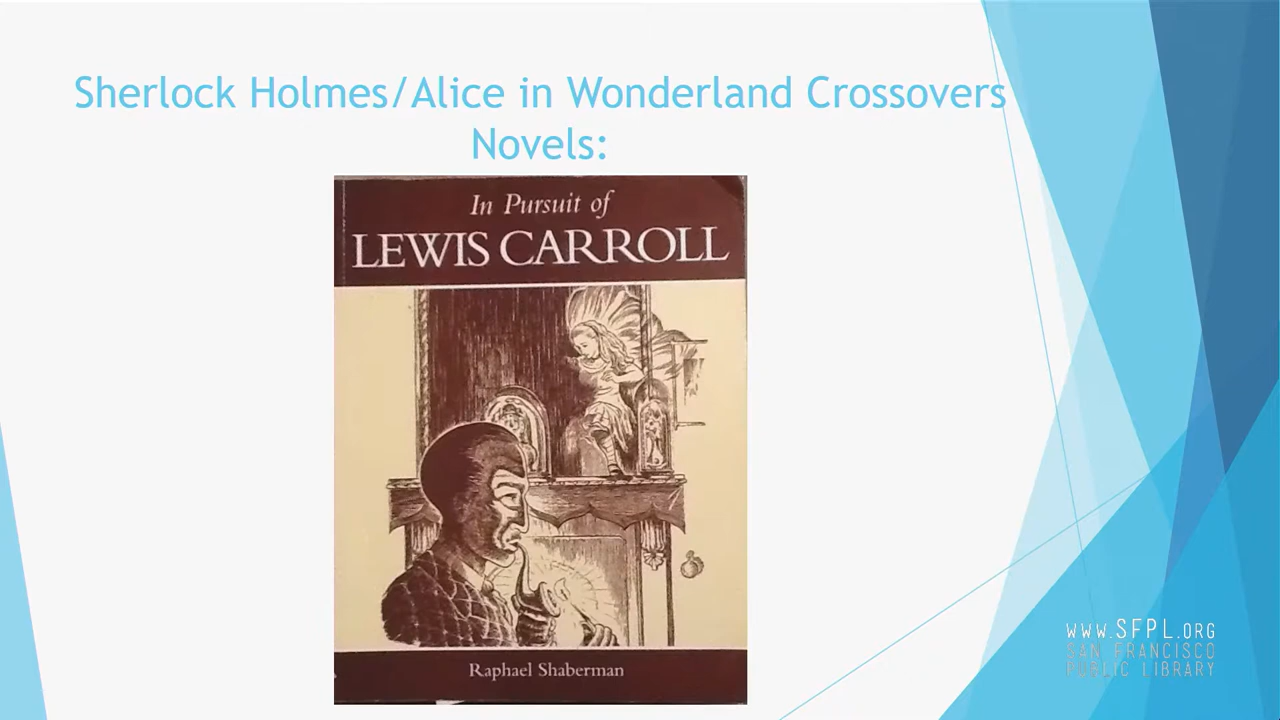 Sherlock Holmes/Alice in Wonderland Crossovers
Novels:
In Pursuit of
LEWIS CARROLL
Raphael Shaberman
www.SFPL.ORG
SAN FRANCISCO
PUBLIC LIBRARY